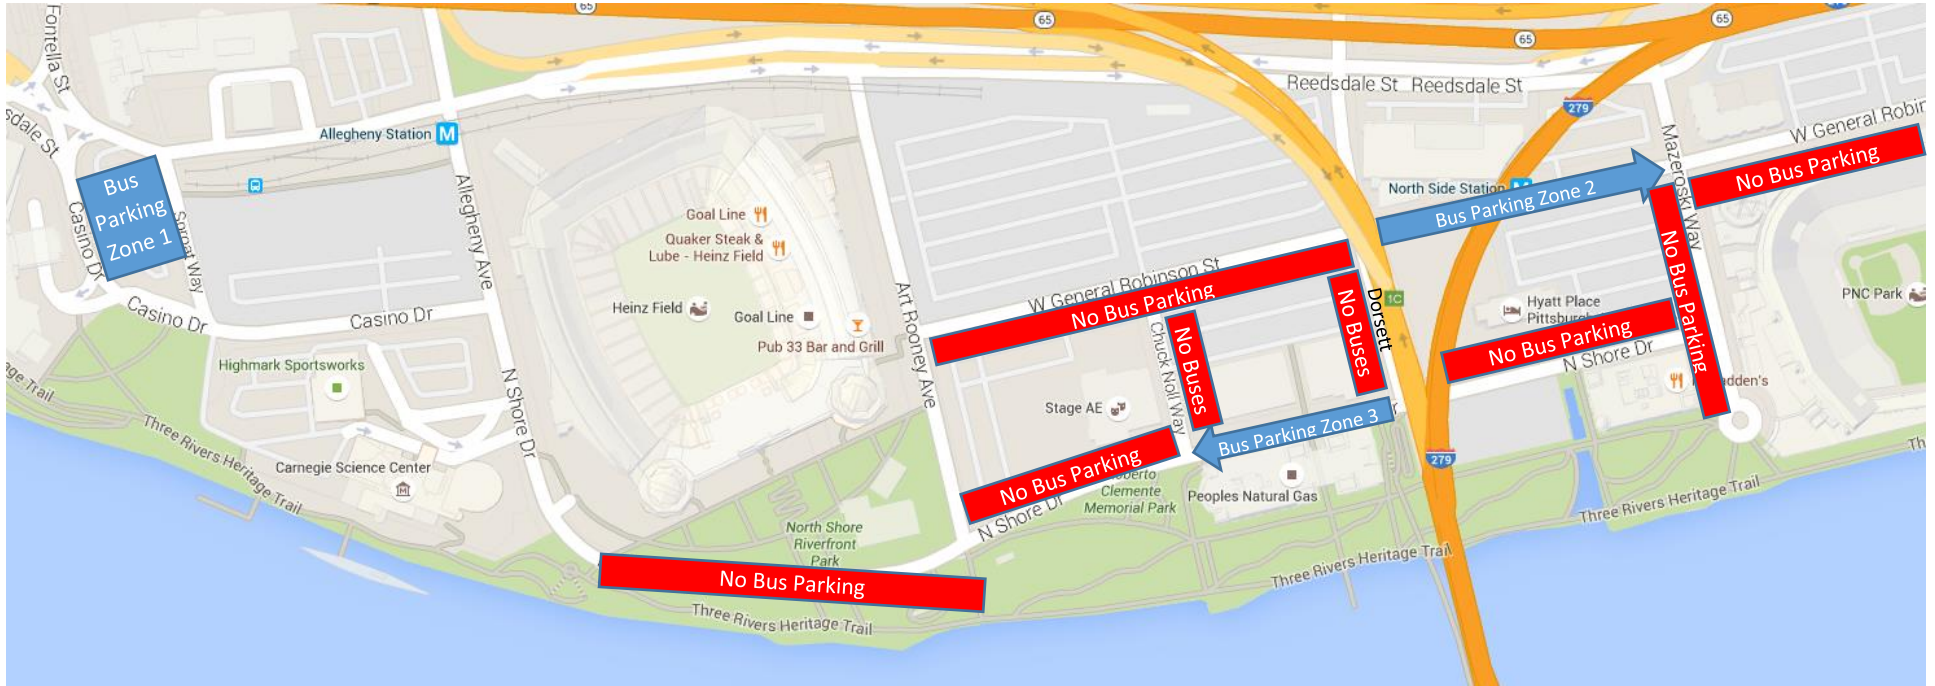 65
65
65
65
Fontella St
sdale St
Reedsdale St
Reedsdale St
279
Allegheny Station
M
Mazeroski Way
W General Robin
No Bus Parking
Bus
Parking
Zone 1
Casino Dr
Sproat Way
Allegheny Ave
North Side Station
M
Bus Parking Zone 2
Goal Line
Quaker Steak &
Lube - Heinz Field
Heinz Field
Goal Line
Pub 33 Bar and Grill
Art Rooney Ave
W General Robinson St
No Bus Parking
No Buses
Dorsett
1C
No Bus Parking
Hyatt Place
Pittsburgh
PNC Park
Casino Dr
Casino Dr
Chuck Noll Way
No Buses
No Bus Parking
N Shore Dr
Highmark Sportsworks
N Shore Dr
Stage AE
Bus Parking Zone 3
dden's
279
age Trail
Three Rivers Heritage Trail
Carnegie Science Center
No Bus Parking
N Shore Dr
oberto
Clemente
Memorial Park
Peoples Natural Gas
Three Rivers Heritage Trail
Th
North Shore
Riverfront
Park
Three Rivers Heritage Trail
No Bus Parking
Three Rivers Heritage Trail